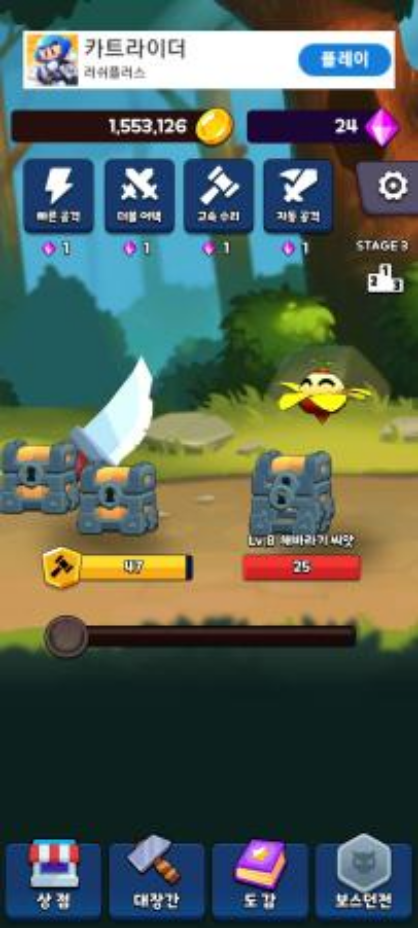 카트라이더
러쉬플러스
플레이
1,553,126
24
빠른 공격
더블 어택
고속 수리
자동 공격
1
1
1
1
STAGE 3
2 1 3
Lv.8 해바라기 씨앗
47
25
상 점
대장간
도 감
보스던전